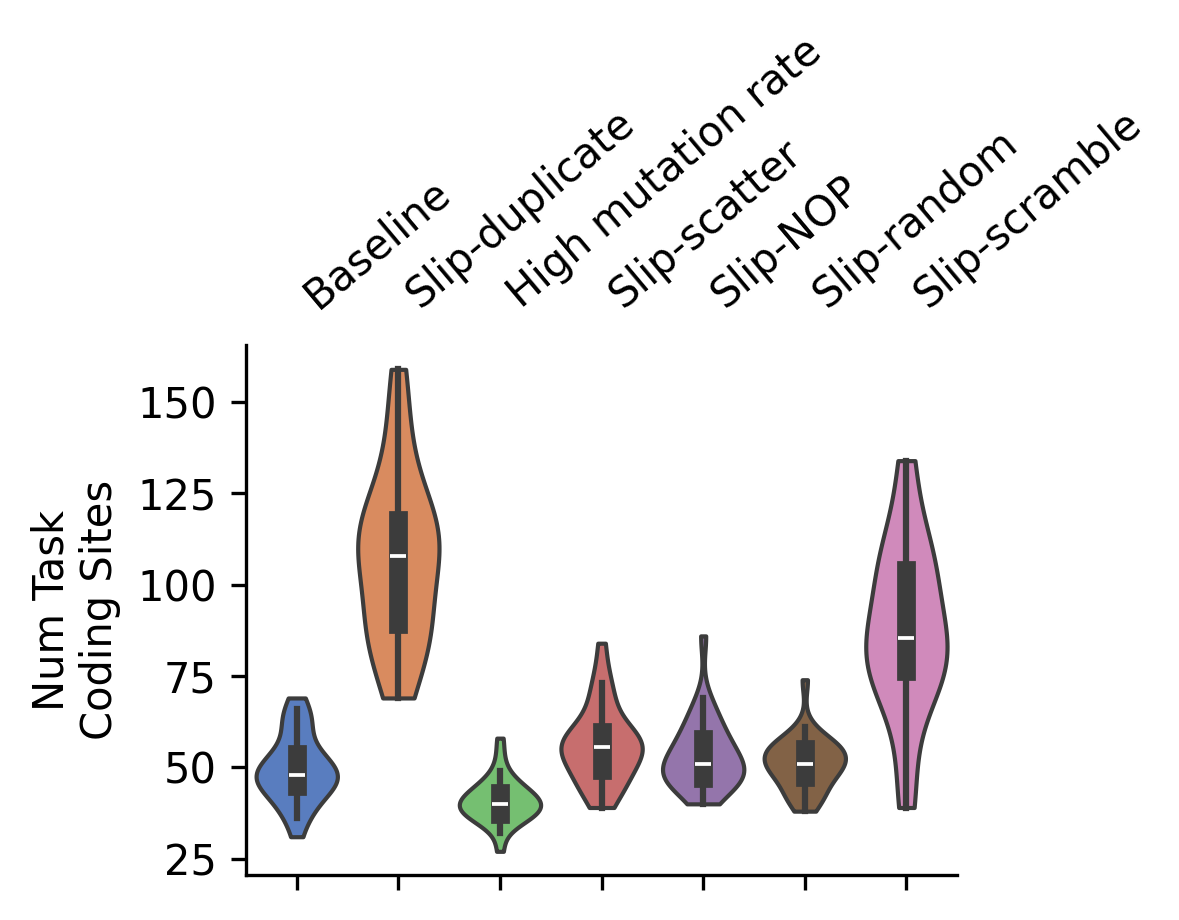 Baseline
Slip-duplicate
High mutation rate
Slip-scatter
Slip-NOP
Slip-random
Slip-scramble
Num Task
Coding Sites
150
125
100
75
50
25